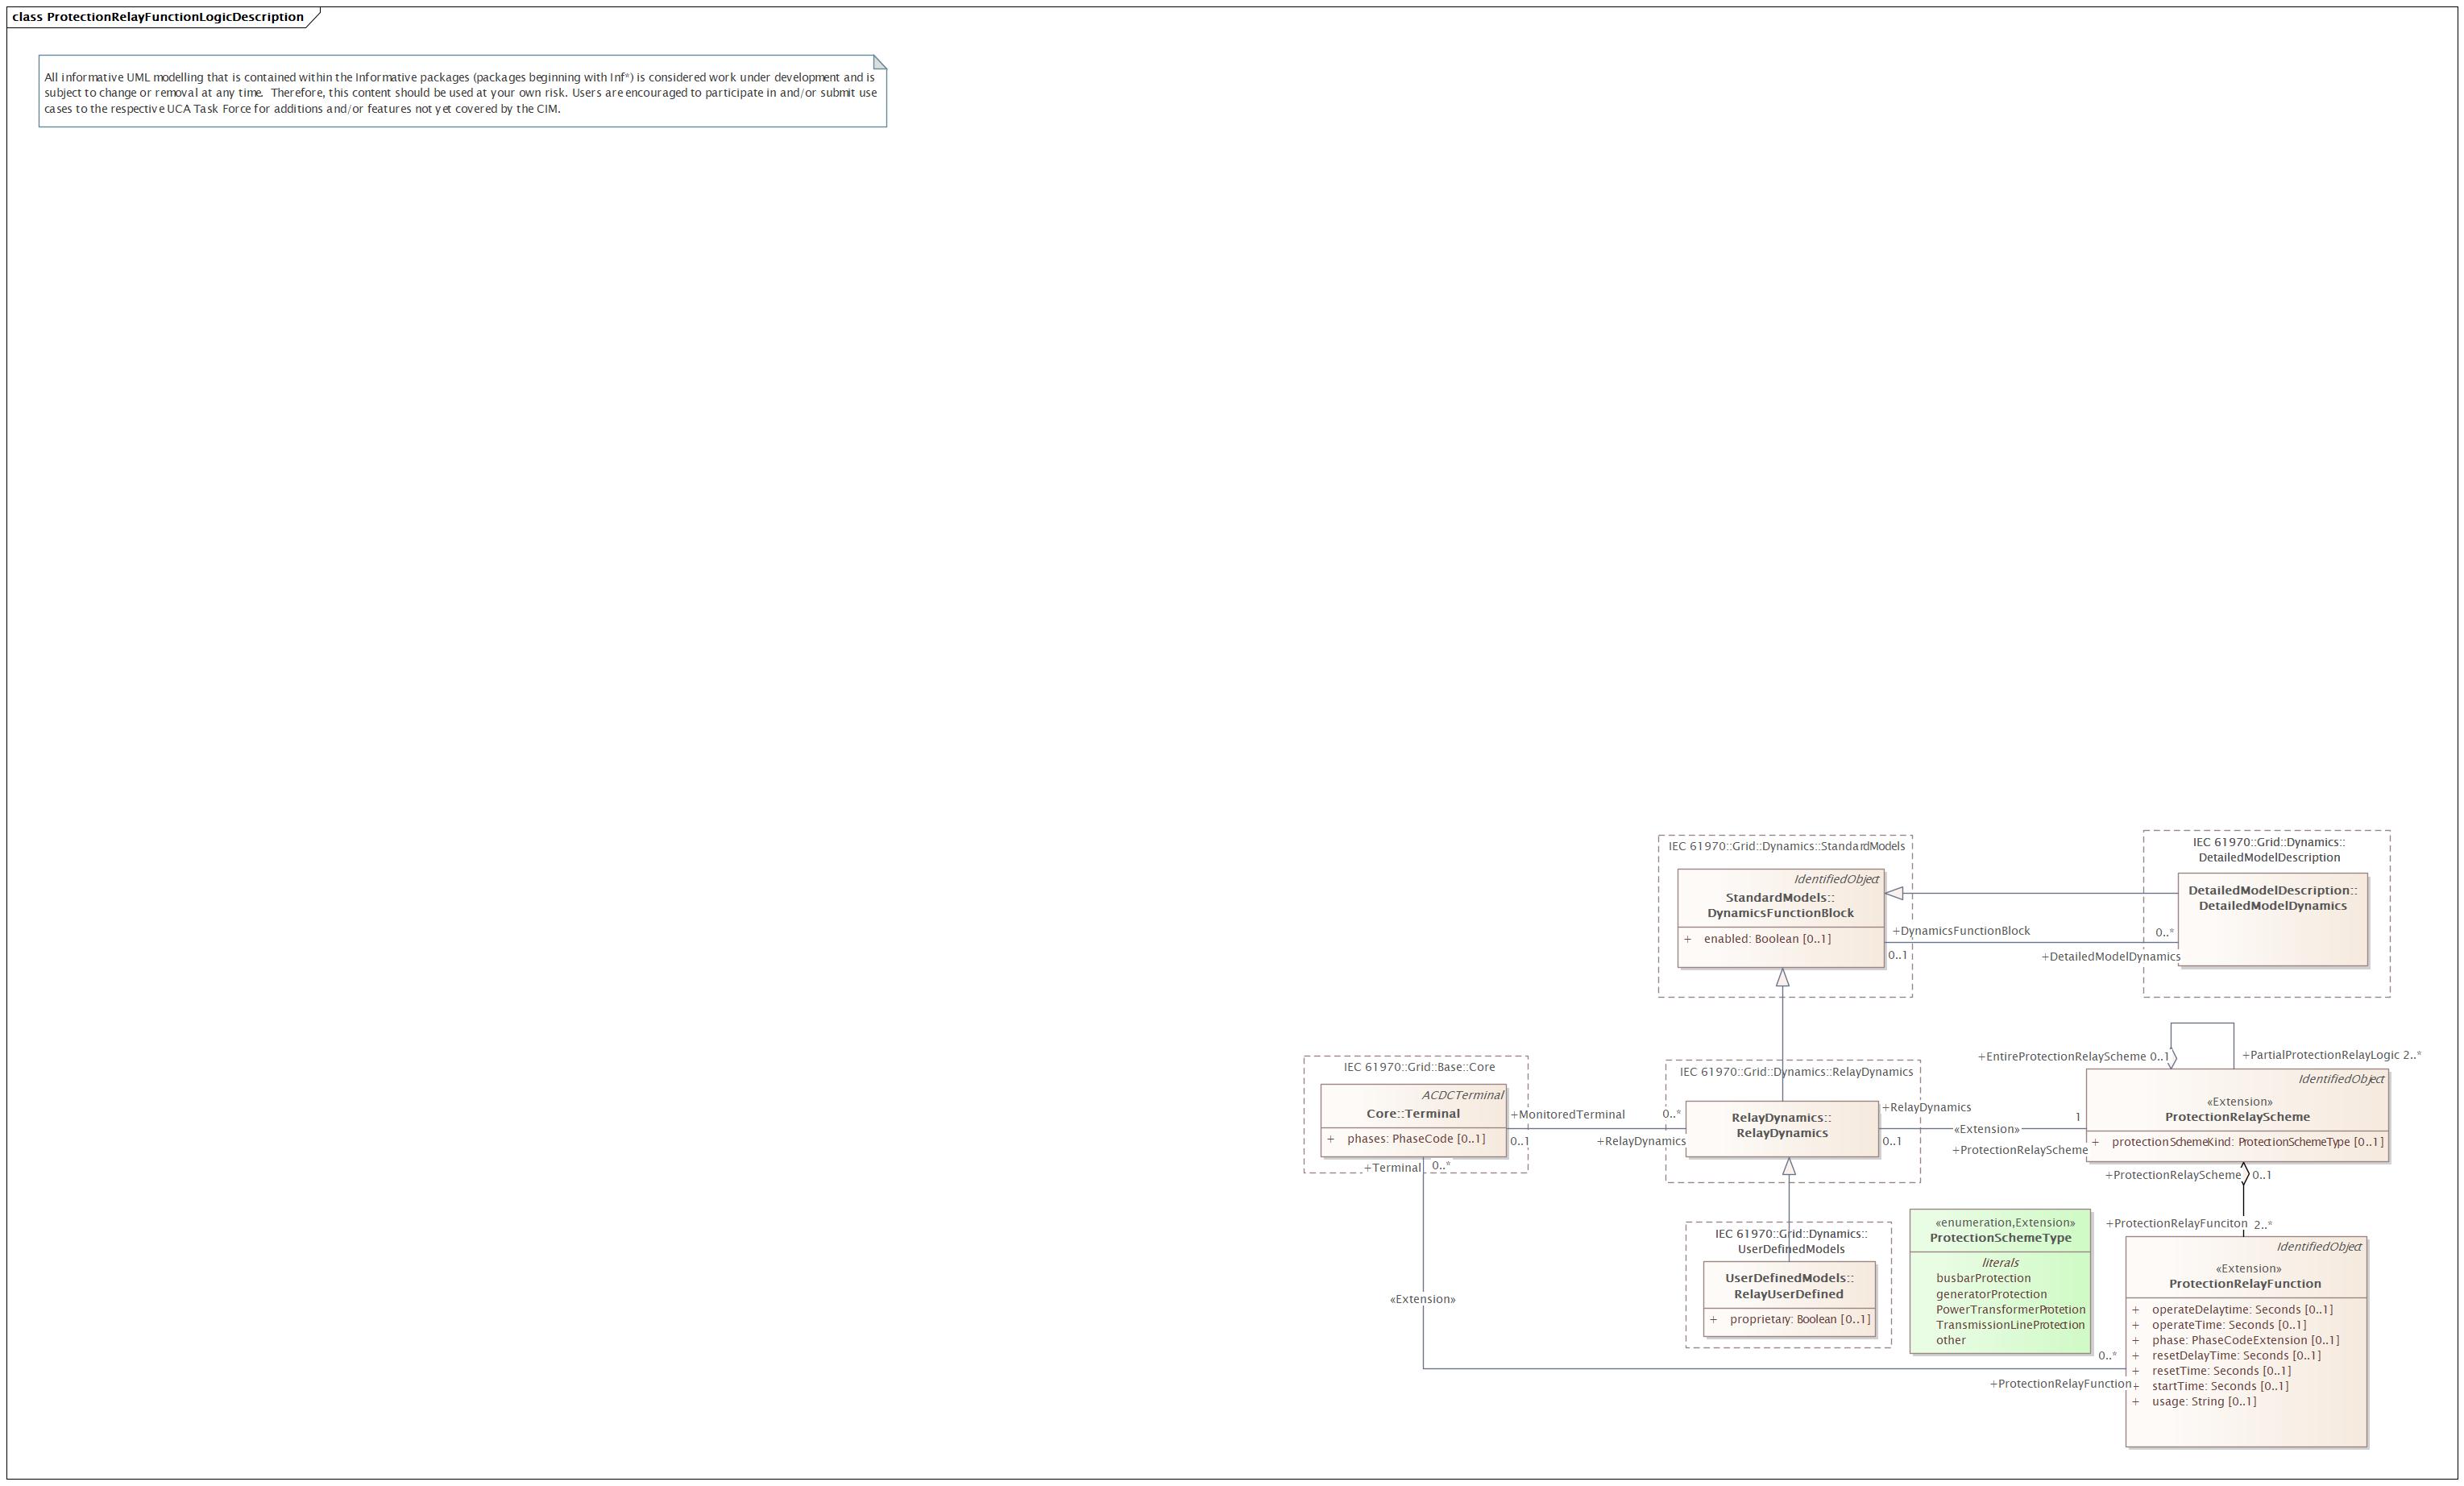 class ProtectionRelayFunctionLogicDescription
All informative UML modelling that is contained within the Informative packages (packages beginning with Inf*) is considered work under development and is
subject to change or removal at any time.  Therefore, this content should be used at your own risk. Users are encouraged to participate in and/or submit use
cases to the respective UCA Task Force for additions and/or features not yet covered by the CIM.
IEC 61970::Grid::Dynamics::StandardModels
IdentifiedObject
StandardModels::
DynamicsFunctionBlock
+ enabled: Boolean [0..1]
IEC 61970::Grid::Dynamics::
DetailedModelDescription
DetailedModelDescription::
DetailedModelDynamics
+DynamicsFunctionBlock
0..1
0..*
+DetailedModelDynamics
+EntireProtectionRelayScheme 0..1
+PartialProtectionRelayLogic 2..*
IEC 61970::Grid::Base::Core
ACDCTerminal
Core::Terminal
+ phases: PhaseCode [0..1]
+MonitoredTerminal
0..1
0..*
+RelayDynamics
IEC 61970::Grid::Dynamics::RelayDynamics
RelayDynamics::
RelayDynamics
+RelayDynamics
0..1
«Extension»
1
+ProtectionRelayScheme
IdentifiedObject
«Extension»
ProtectionRelayScheme
+ protectionSchemeKind: ProtectionSchemeType [0..1]
+Terminal
0..*
+ProtectionRelayScheme
0..1
+ProtectionRelayFunciton
2..*
IEC 61970::Grid::Dynamics::
UserDefinedModels
UserDefinedModels::
RelayUserDefined
+ proprietary: Boolean [0..1]
«enumeration,Extension»
ProtectionSchemeType
literals
busbarProtection
generatorProtection
PowerTransformerProtetion
TransmissionLineProtection
other
IdentifiedObject
«Extension»
ProtectionRelayFunction
+ operateDelaytime: Seconds [0..1]
+ operateTime: Seconds [0..1]
+ phase: PhaseCodeExtension [0..1]
+ resetDelayTime: Seconds [0..1]
+ resetTime: Seconds [0..1]
+ startTime: Seconds [0..1]
+ usage: String [0..1]
«Extension»
0..*
+ProtectionRelayFunction